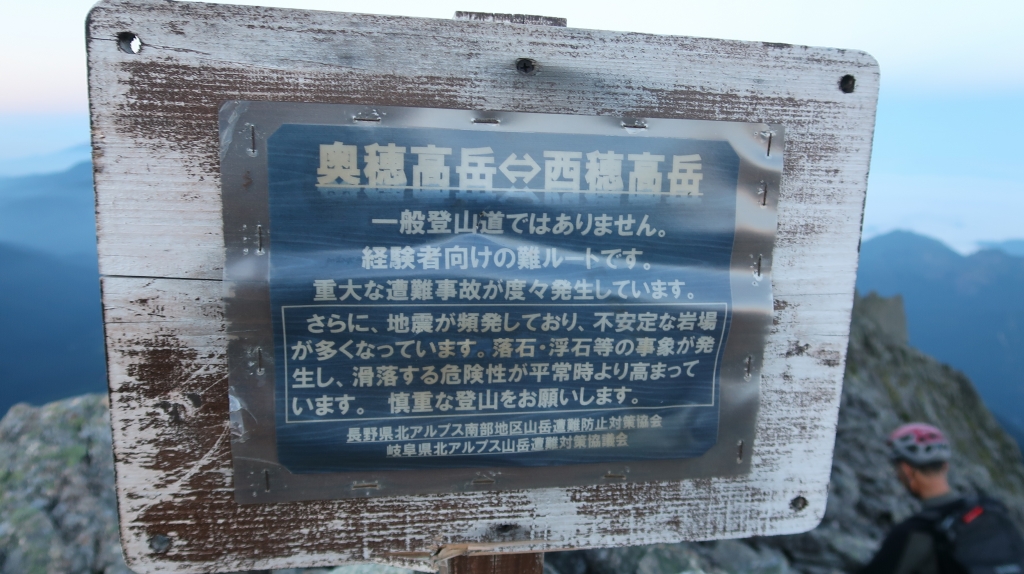 奥穂高岳⇔西穂高岳
一般登山道ではありません。
経験者向けの難ルートです。
重大な遭難事故が度々発生しています。
さらに、地震が頻発しており、不安定な岩場
が多くなっています。落石・浮石等の事象が発
生し、滑落する危険性が平常時より高まって
います。 慎重な登山をお願いします。
長野県北アルプス南部地区山岳遭難防止対策協会
岐阜県北アルプス山岳遭難対策協議会